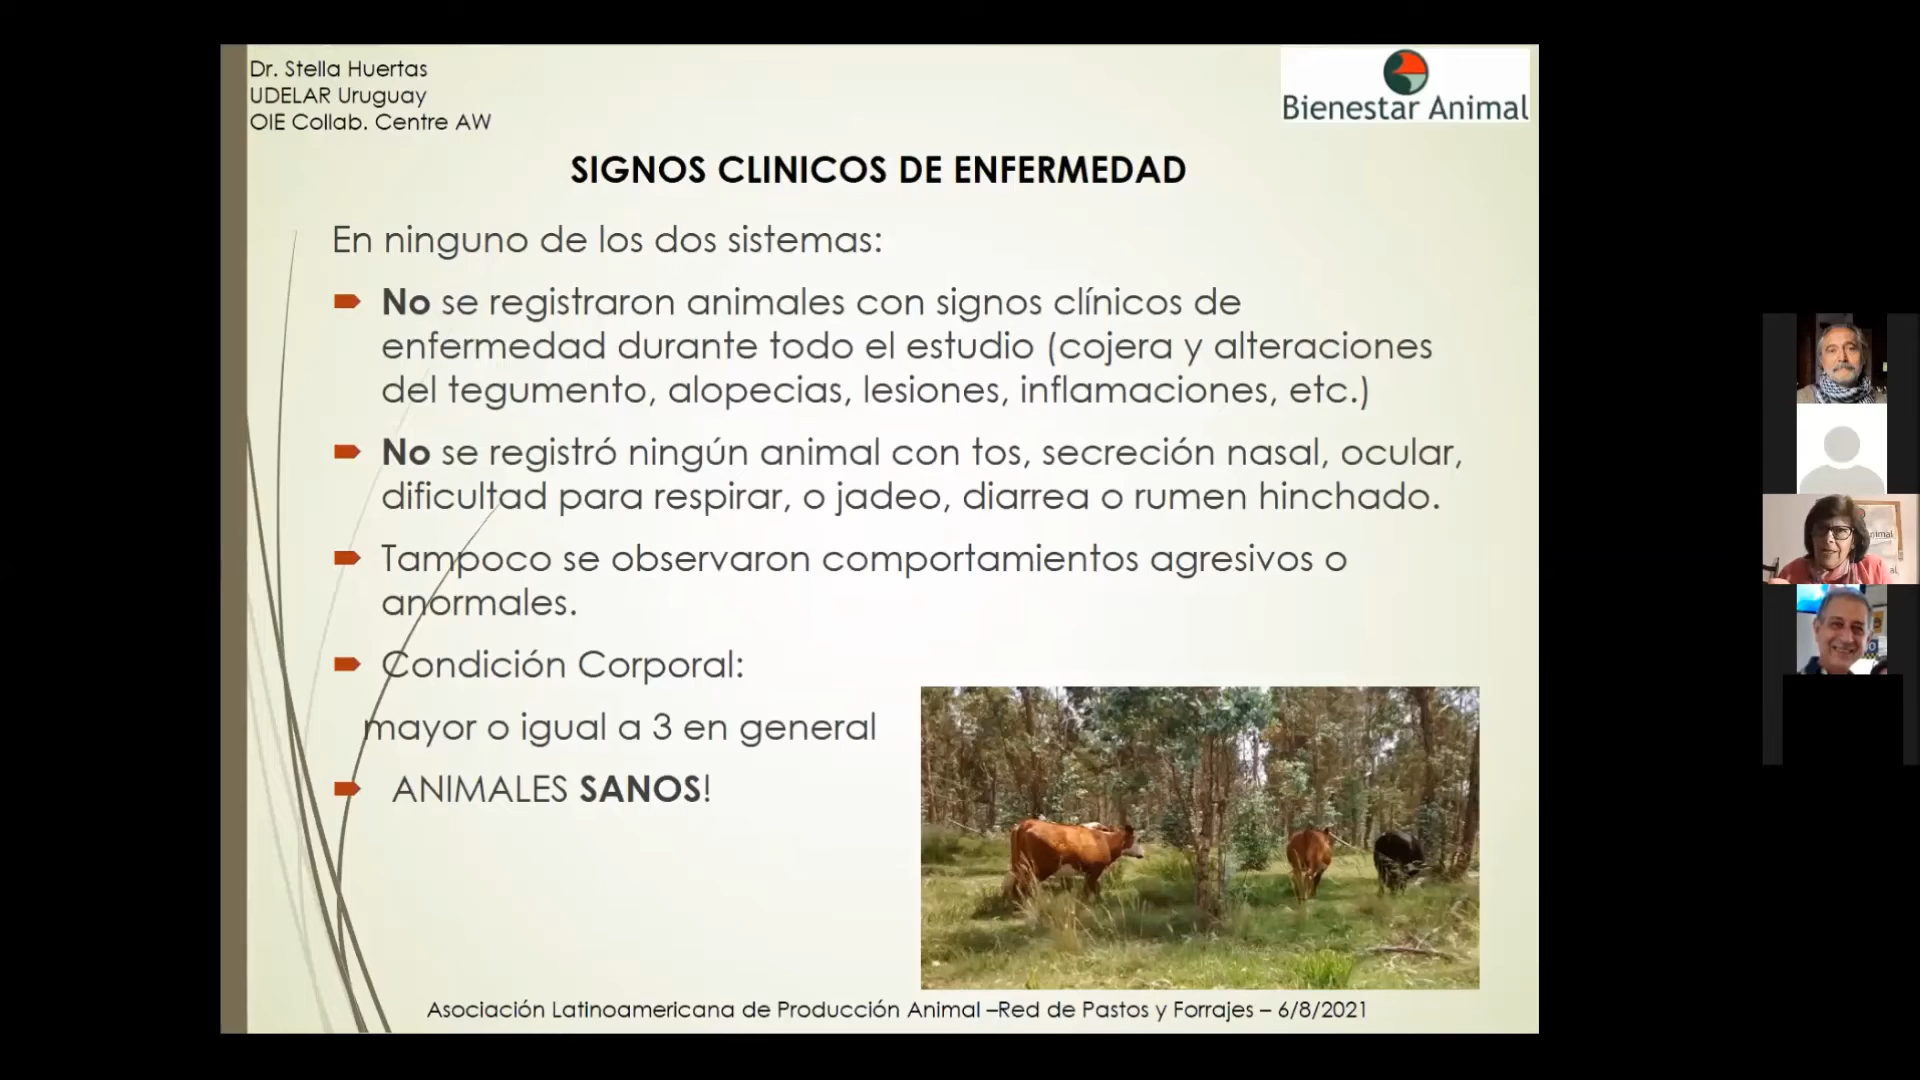 Dr. Stella Huertas
UDELAR Uruguay
OIE Collab. Centre AW
Bienestar Animal
SIGNOS CLINICOS DE ENFERMEDAD
En ninguno de los dos sistemas:
No se registraron animales con signos clínicos de
enfermedad durante todo el estudio (cojera y alteraciones
del tegumento, alopecias, lesiones, inflamaciones, etc.)
No se registró ningún animal con tos, secreción nasal, ocular,
dificultad para respirar, o jadeo, diarrea o rumen hinchado.
Tampoco se observaron comportamientos agresivos o
anormales.
Condición Corporal:
mayor o igual a 3 en general
ANIMALES SANOS!
Asociación Latinoamericana de Producción Animal –Red de Pastos y Forrajes – 6/8/2021